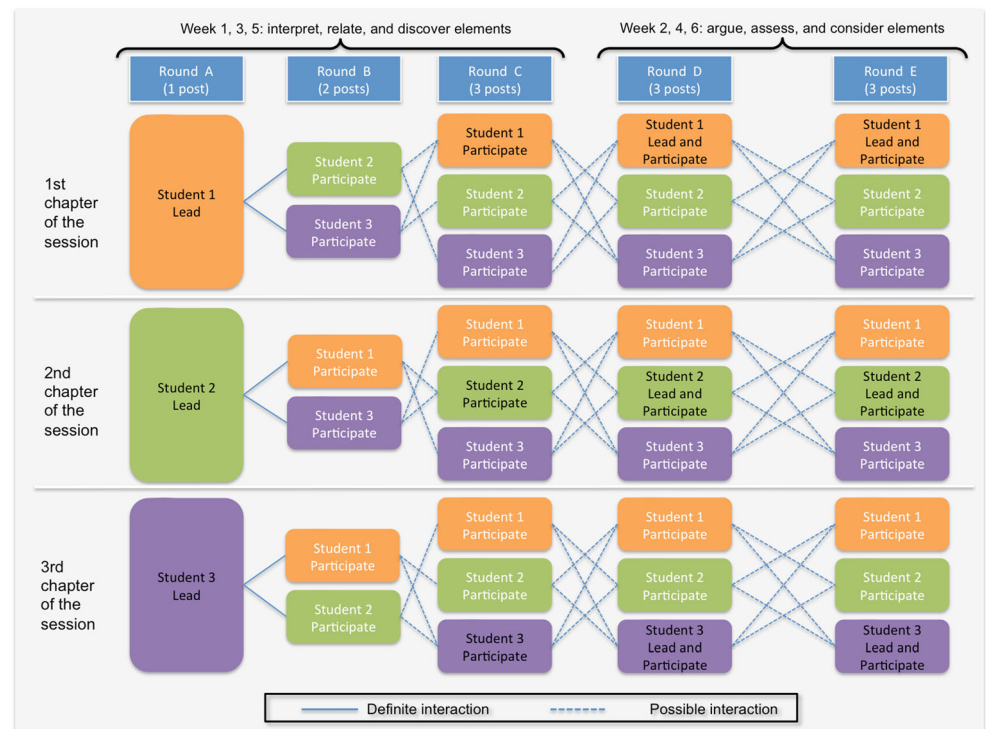 Week 1, 3, 5: interpret, relate, and discover elements
Week 2, 4, 6: argue, assess, and consider elements
Round A
(1 post)
Round B
(2 posts)
Round C
(3 posts)
Round D
(3 posts)
Round E
(3 posts)
1st
chapter
of the
session
Student 1
Lead
Student 2
Participate
Student 3
Participate
Student 1
Participate
Student 2
Participate
Student 3
Participate
Student 1
Lead and
Participate
Student 2
Participate
Student 3
Participate
Student 1
Lead and
Participate
Student 2
Participate
Student 3
Participate
2nd
chapter
of the
session
Student 2
Lead
Student 1
Participate
Student 3
Participate
Student 1
Participate
Student 2
Participate
Student 3
Participate
Student 1
Participate
Student 2
Lead and
Participate
Student 3
Participate
Student 1
Participate
Student 2
Lead and
Participate
Student 3
Participate
3rd
chapter
of the
session
Student 3
Lead
Student 1
Participate
Student 2
Participate
Student 1
Participate
Student 2
Participate
Student 3
Participate
Student 1
Participate
Student 2
Participate
Student 3
Lead and
Participate
Student 1
Participate
Student 2
Participate
Student 3
Lead and
Participate
Definite interaction
Possible interaction